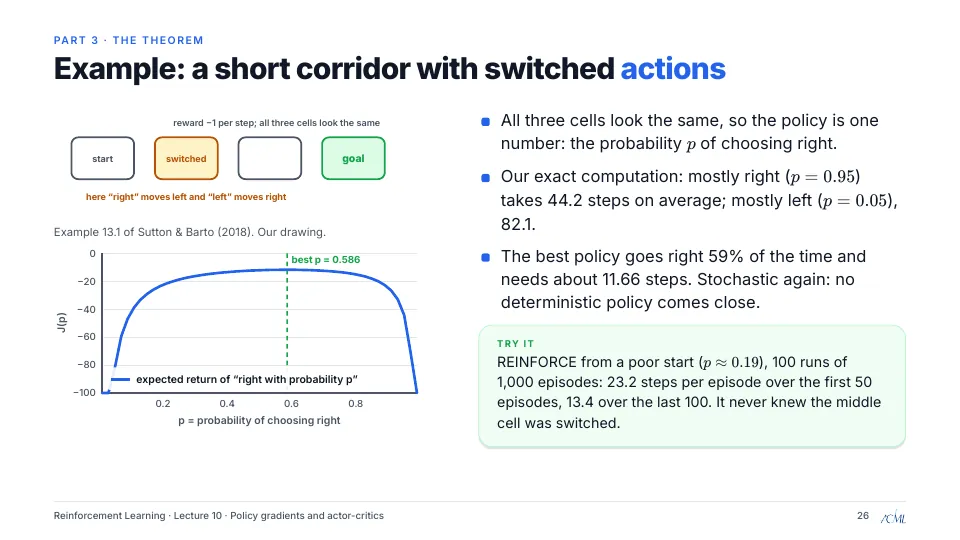 PART 3 · THE THEOREM
Example: a short corridor with switched actions
reward −1 per step; all three cells look the same
start
switched
goal
here “right” moves left and “left” moves right
Example 13.1 of Sutton & Barto (2018). Our drawing.
0
−20
−40
−60
−80
−100
J(p)
best p = 0.586
expected return of “right with probability p”
0.2
0.4
0.6
0.8
p = probability of choosing right
All three cells look the same, so the policy is one
number: the probability p of choosing right.
Our exact computation: mostly right (p = 0.95)
takes 44.2 steps on average; mostly left (p = 0.05),
82.1.
The best policy goes right 59% of the time and
needs about 11.66 steps. Stochastic again: no
deterministic policy comes close.
TRY IT
REINFORCE from a poor start (p ≈ 0.19), 100 runs of
1,000 episodes: 23.2 steps per episode over the first 50
episodes, 13.4 over the last 100. It never knew the middle
cell was switched.
Reinforcement Learning · Lecture 10 · Policy gradients and actor-critics
26